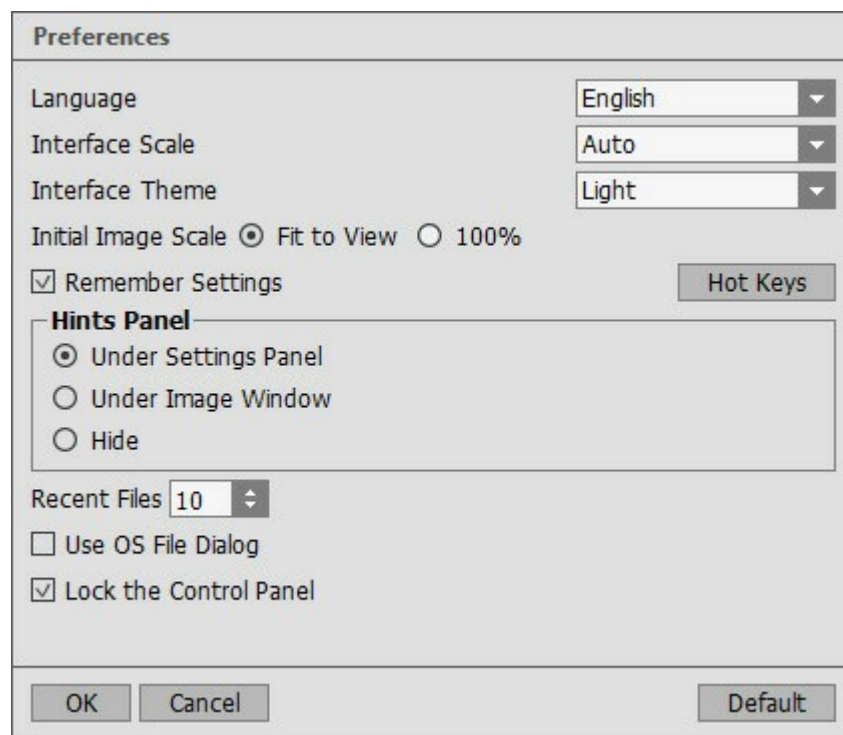 Preferences
Language English
Interface Scale Auto
Interface Theme Light
Initial Image Scale Fit to View 100%
Remember Settings Hot Keys
Hints Panel
Under Settings Panel
Under Image Window
Hide
Recent Files 10
Use OS File Dialog
Lock the Control Panel
OK Cancel Default